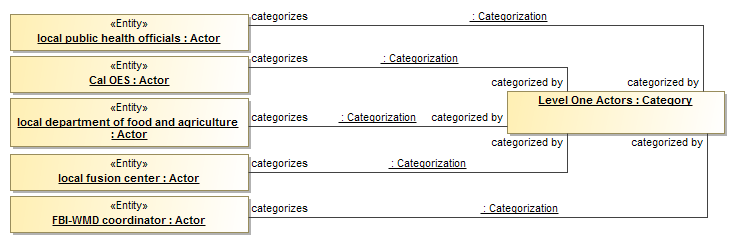 «Entity»
local public health officials : Actor
categorizes
: Categorization
«Entity»
Cal OES : Actor
categorizes
: Categorization
categorized by
categorized by
«Entity»
local department of food and agriculture
: Actor
categorizes
: Categorization
categorized by
Level One Actors : Category
categorized by
categorized by
«Entity»
local fusion center : Actor
categorizes
: Categorization
«Entity»
FBI-WMD coordinator : Actor
categorizes
: Categorization